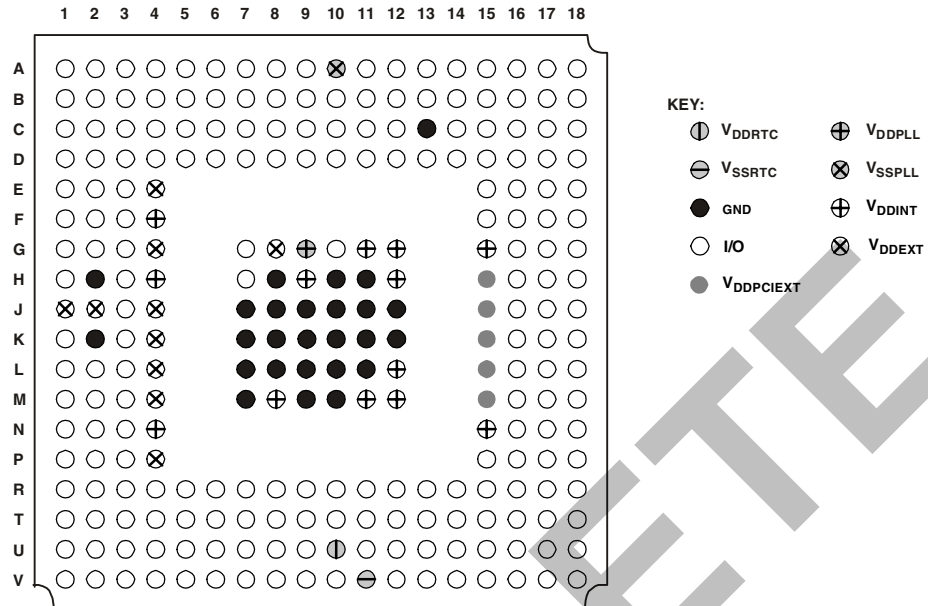 1 2 3 4 5 6 7 8 9 10 11 12 13 14 15 16 17 18
A
B
C
D
E
F
G
H
J
K
L
M
N
P
R
T
U
V
KEY:
VDDRTC VDDPLL
VSSRTC VSSPLL
GND VDDINT
I/O VDDEXT
VDDPCIEXT
ETE